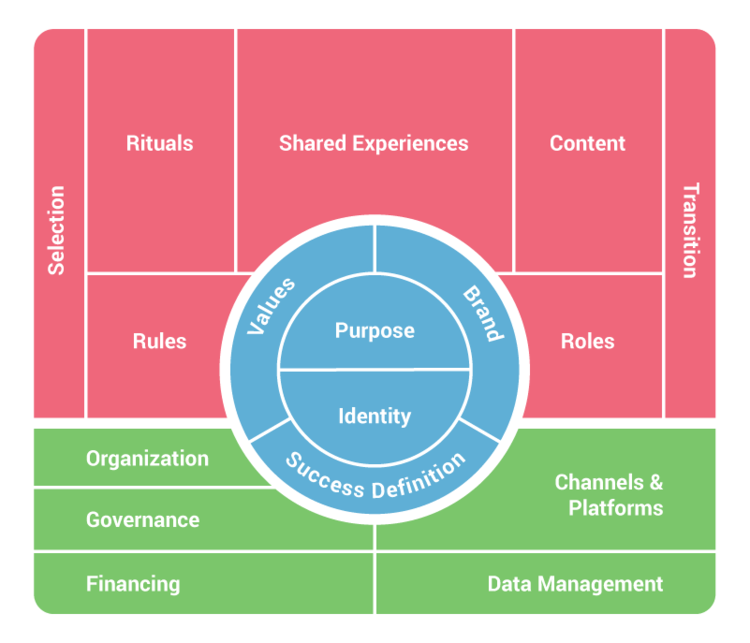 Selection
Rituals
Shared Experiences
Content
Transition
Rules
Roles
Values
Brand
Purpose
Identity
Success Definition
Organization
Governance
Financing
Channels &
Platforms
Data Management